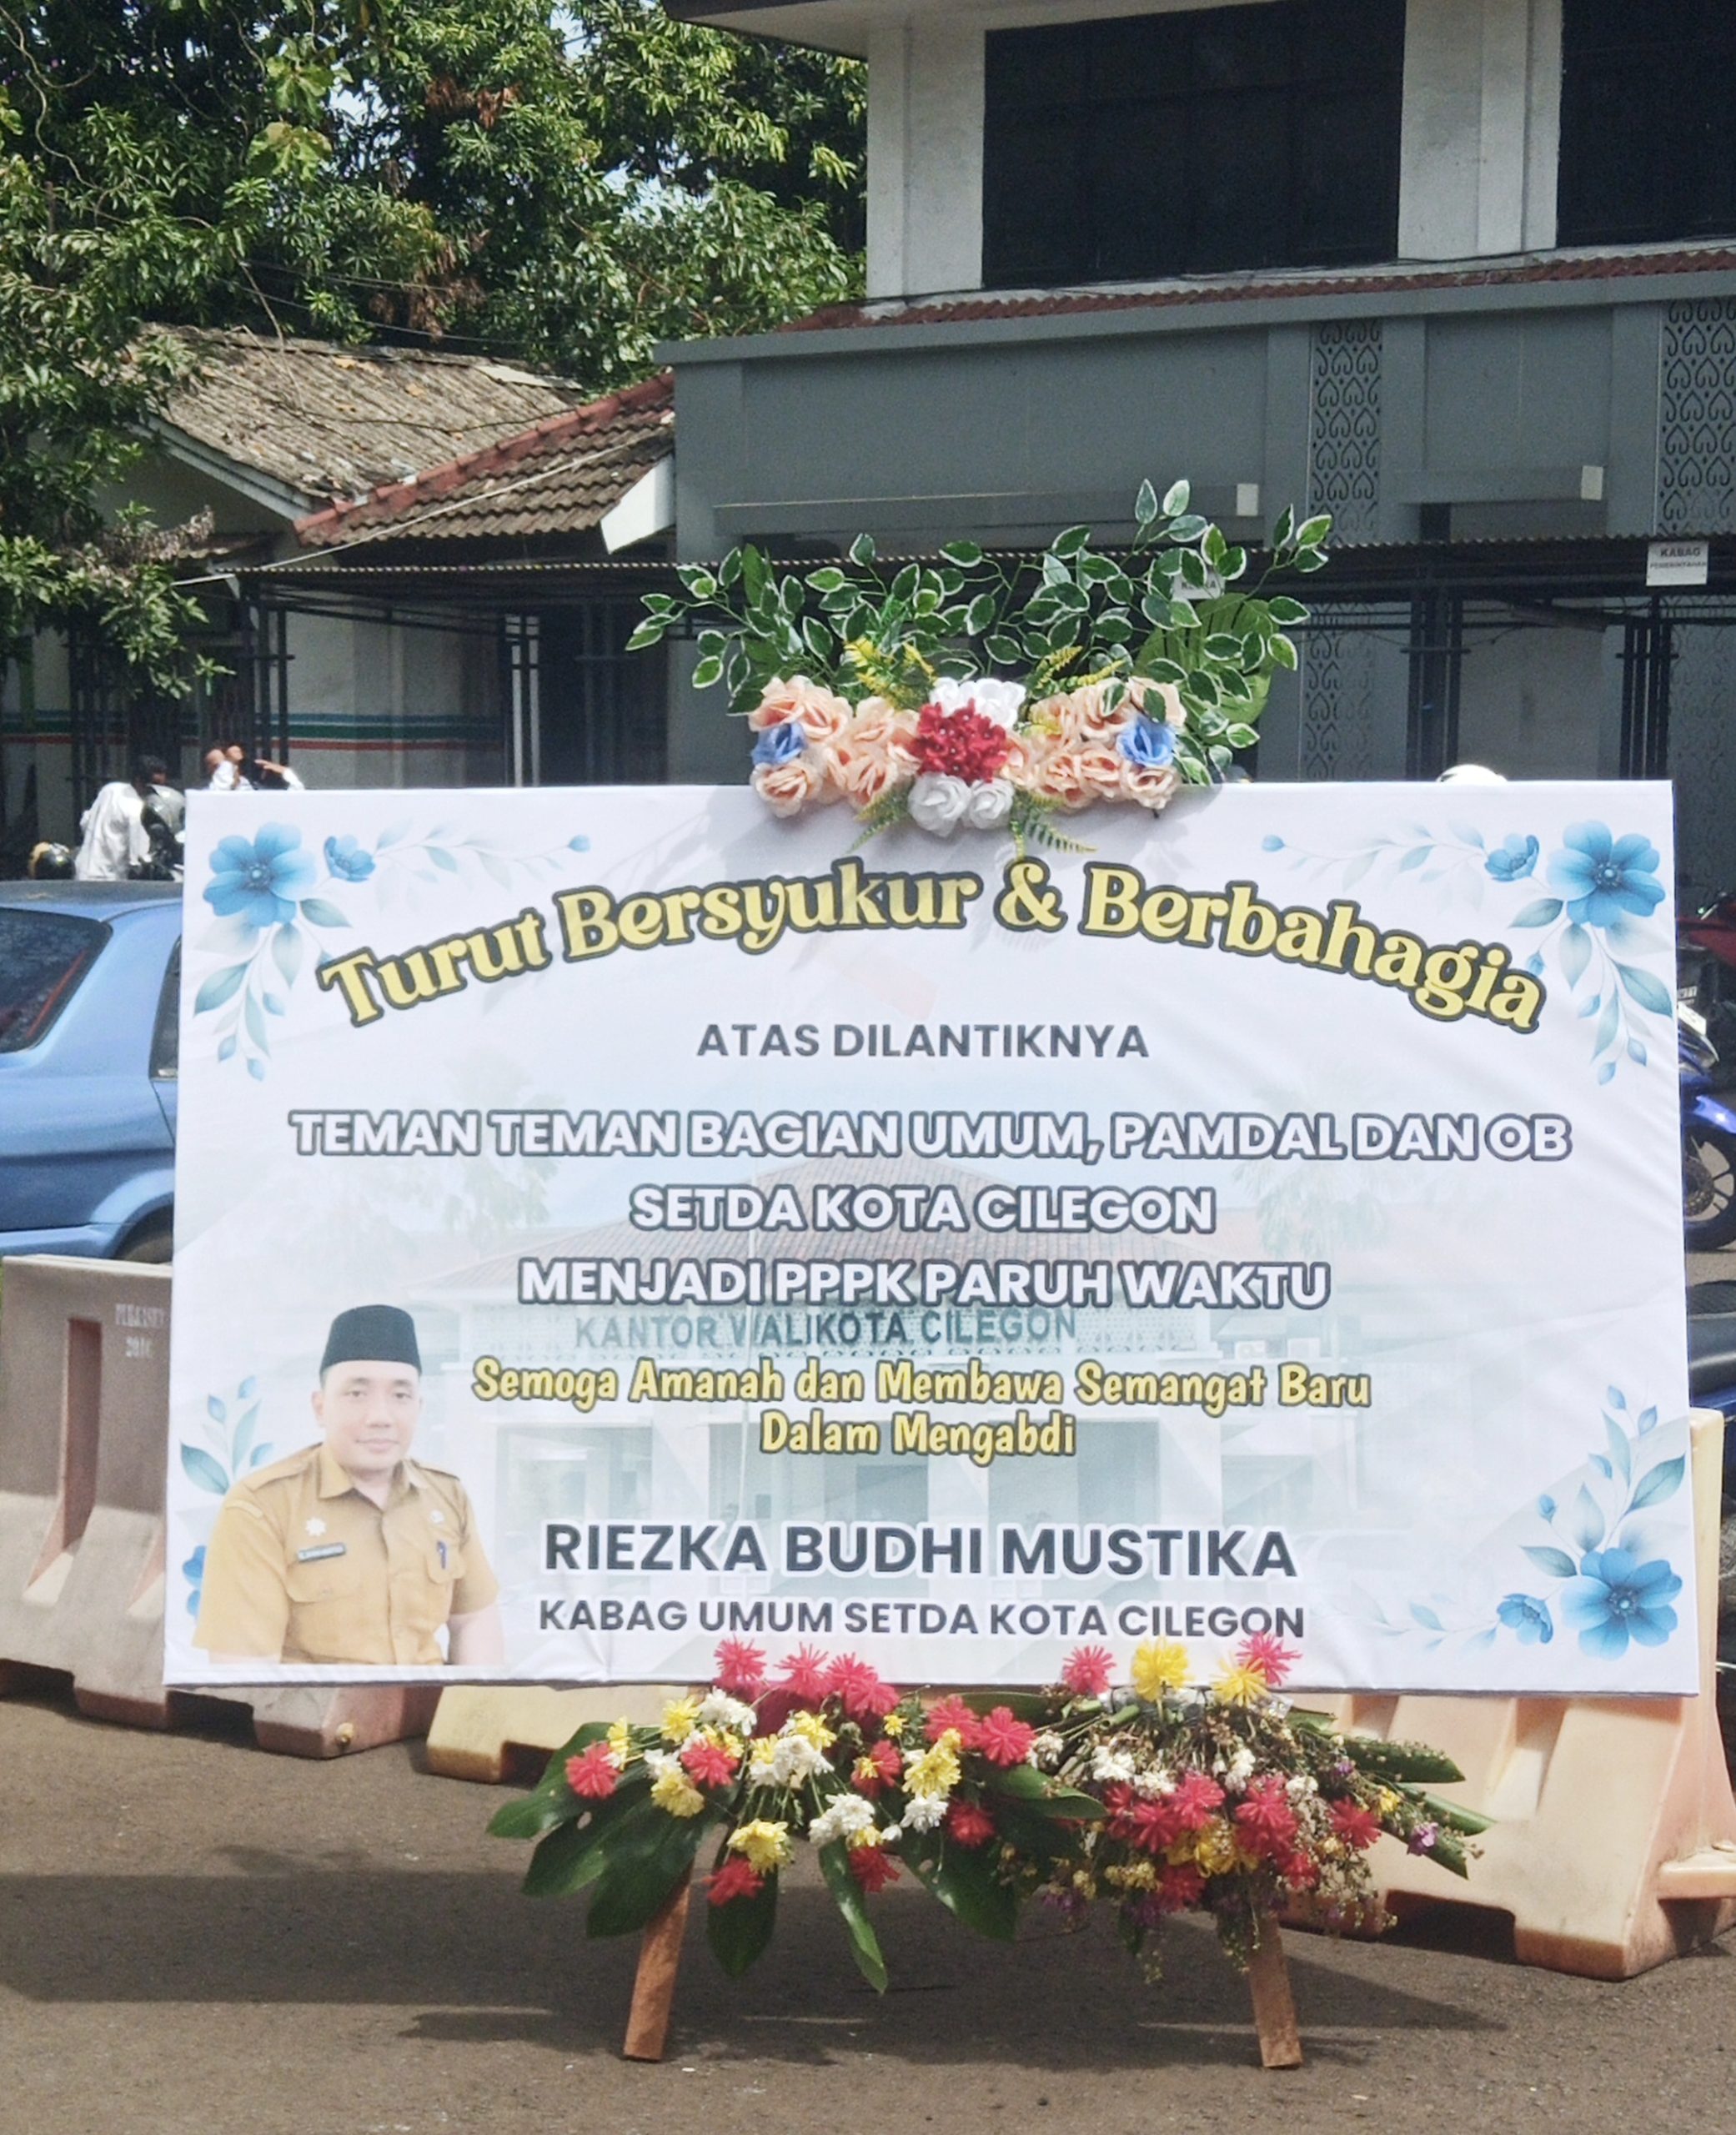 KABAG
PEMERINTAHAN
Turut Bersyukur & Berbahagia
ATAS DILANTIKNYA
TEMAN TEMAN BAGIAN UMUM, PAMDAL DAN OB
SETDA KOTA CILEGON
MENJADI PPPK PARUH WAKTU
KANTOR WALIKOTA CILEGON
Semoga Amanah dan Membawa Semangat Baru
Dalam Mengabdi
RIEZKA BUDHI MUSTIKA
KABAG UMUM SETDA KOTA CILEGON